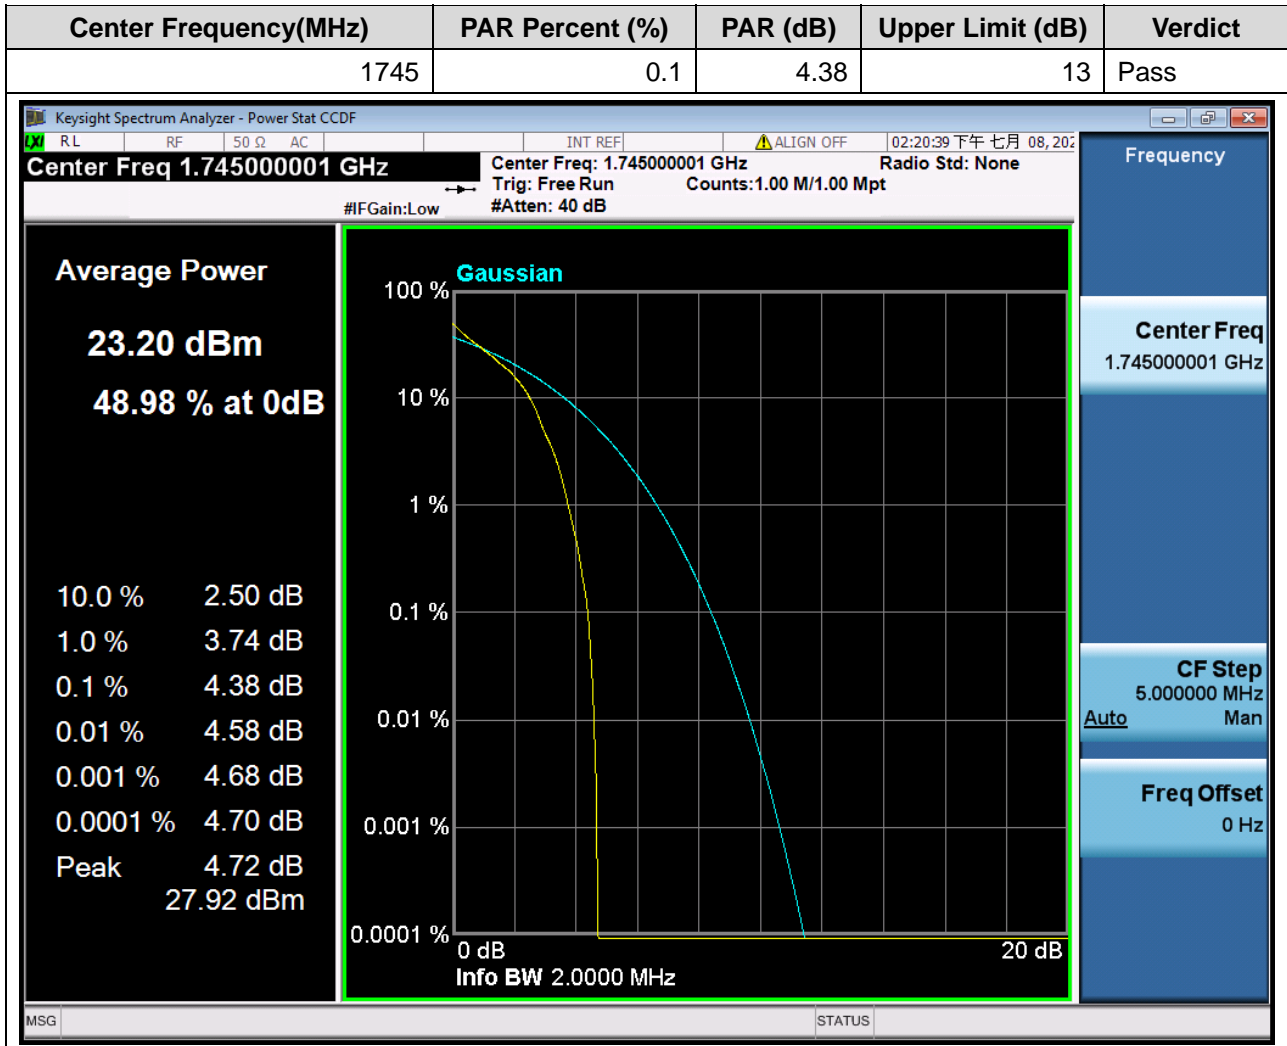 Center Frequency(MHz) PAR Percent (%) PAR (dB) Upper Limit (dB) Verdict
1745 0.1 4.38 13 Pass
Keysight Spectrum Analyzer - Power Stat CCDF
LXI RL RF 50 Ω AC INT REF ALIGN OFF 02:20:39 下午 七月 08, 202
Center Freq 1.745000001 GHz
Center Freq: 1.745000001 GHz Radio Std: None
Trig: Free Run Counts:1.00 M/1.00 Mpt
#IFGain:Low #Atten: 40 dB
Average Power
23.20 dBm
48.98 % at 0dB
10.0 % 2.50 dB
1.0 % 3.74 dB
0.1 % 4.38 dB
0.01 % 4.58 dB
0.001 % 4.68 dB
0.0001 % 4.70 dB
Peak 4.72 dB
27.92 dBm
Gaussian
100 %
10 %
1 %
0.1 %
0.01 %
0.001 %
0.0001 %
0 dB 20 dB
Info BW 2.0000 MHz
Frequency
Center Freq
1.745000001 GHz
CF Step
5.000000 MHz
Auto Man
Freq Offset
0 Hz
MSG STATUS